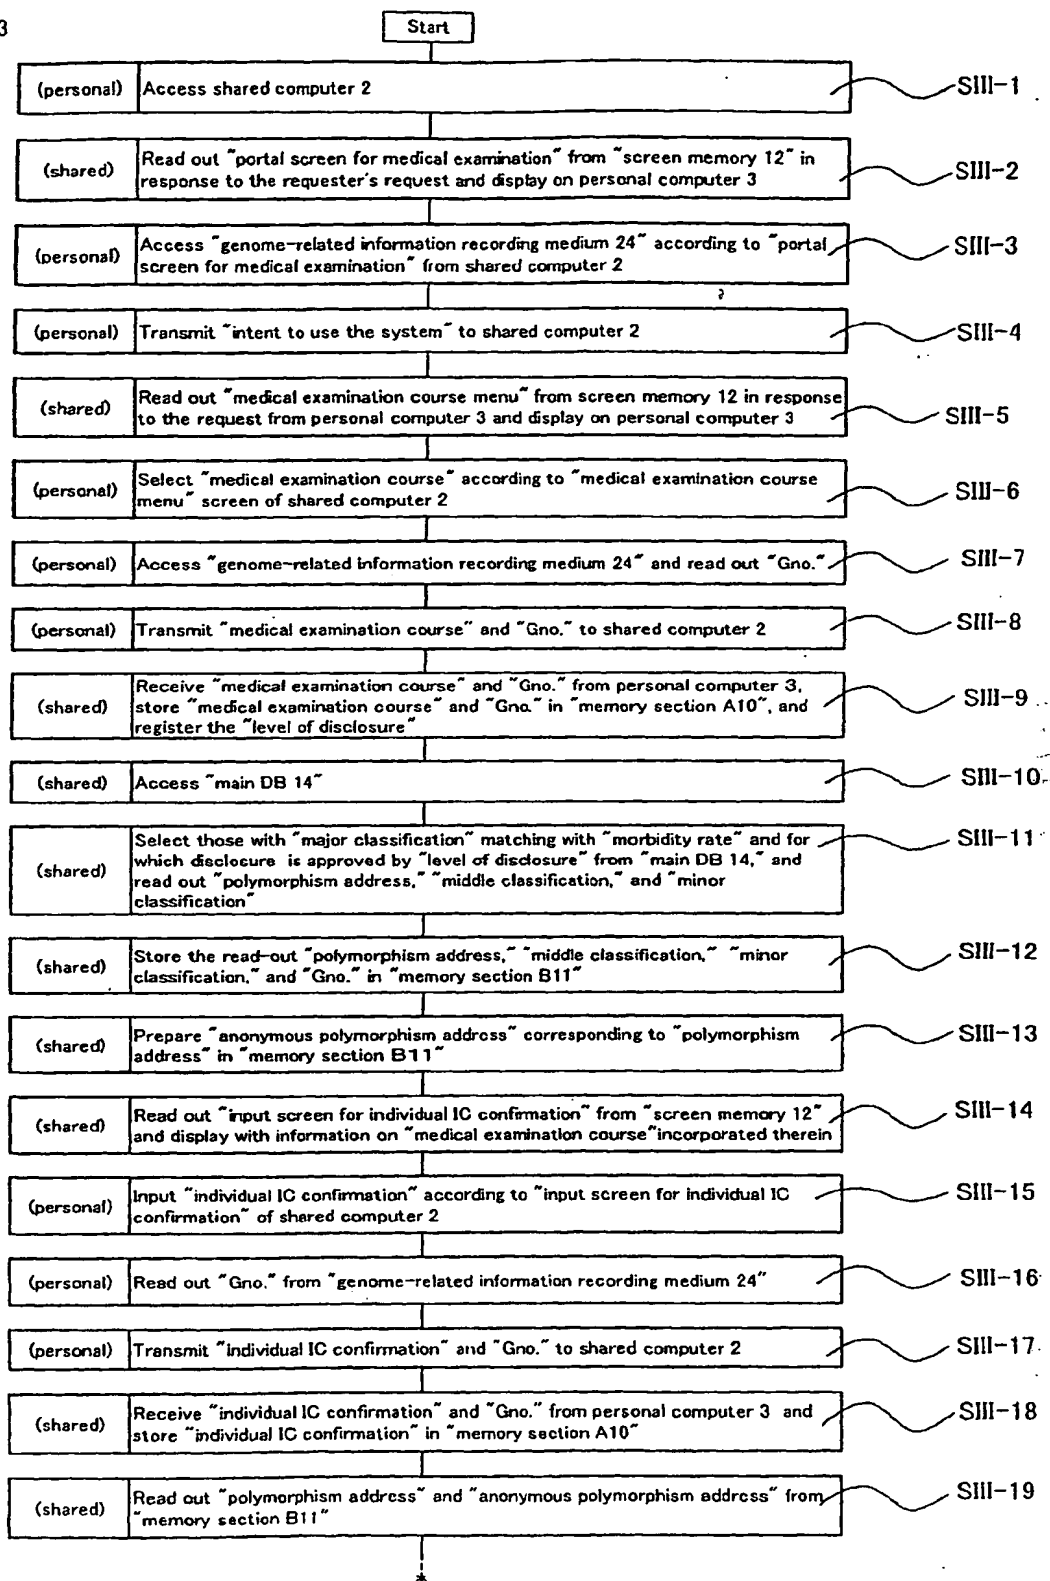 3
Start
(personal) Access shared computer 2 SIII-1
(shared) Read out "portal screen for medical examination" from "screen memory 12" in
response to the requester's request and display on personal computer 3 SIII-2
(personal) Access "genome-related information recording medium 24" according to "portal
screen for medical examination" from shared computer 2 SIII-3
(personal) Transmit "intent to use the system" to shared computer 2 SIII-4
(shared) Read out "medical examination course menu" from screen memory 12 in response
to the request from personal computer 3 and display on personal computer 3 SIII-5
(personal) Select "medical examination course" according to "medical examination course
menu" screen of shared computer 2 SIII-6
(personal) Access "genome-related information recording medium 24" and read out "Gno." SIII-7
(personal) Transmit "medical examination course" and "Gno." to shared computer 2 SIII-8
(shared) Receive "medical examination course" and "Gno." from personal computer 3,
store "medical examination course" and "Gno." in "memory section A10", and
register the "level of disclosure" SIII-9
(shared) Access "main DB 14" SIII-10
(shared) Select those with "major classification" matching with "morbidity rate" and for
which disclosure is approved by "level of disclosure" from "main DB 14," and
read out "polymorphism address," "middle classification," and "minor
classification" SIII-11
(shared) Store the read-out "polymorphism address," "middle classification," "minor
classification," and "Gno." in "memory section B11" SIII-12
(shared) Prepare "anonymous polymorphism address" corresponding to "polymorphism
address" in "memory section B11" SIII-13
(shared) Read out "input screen for individual IC confirmation" from "screen memory 12"
and display with information on "medical examination course"incorporated therein SIII-14
(personal) Input "individual IC confirmation" according to "input screen for individual IC
confirmation" of shared computer 2 SIII-15
(personal) Read out "Gno." from "genome-related information recording medium 24" SIII-16
(personal) Transmit "individual IC confirmation" and "Gno." to shared computer 2 SIII-17
(shared) Receive "individual IC confirmation" and "Gno." from personal computer 3 and
store "individual IC confirmation" in "memory section A10" SIII-18
(shared) Read out "polymorphism address" and "anonymous polymorphism address" from
"memory section B11" SIII-19
*